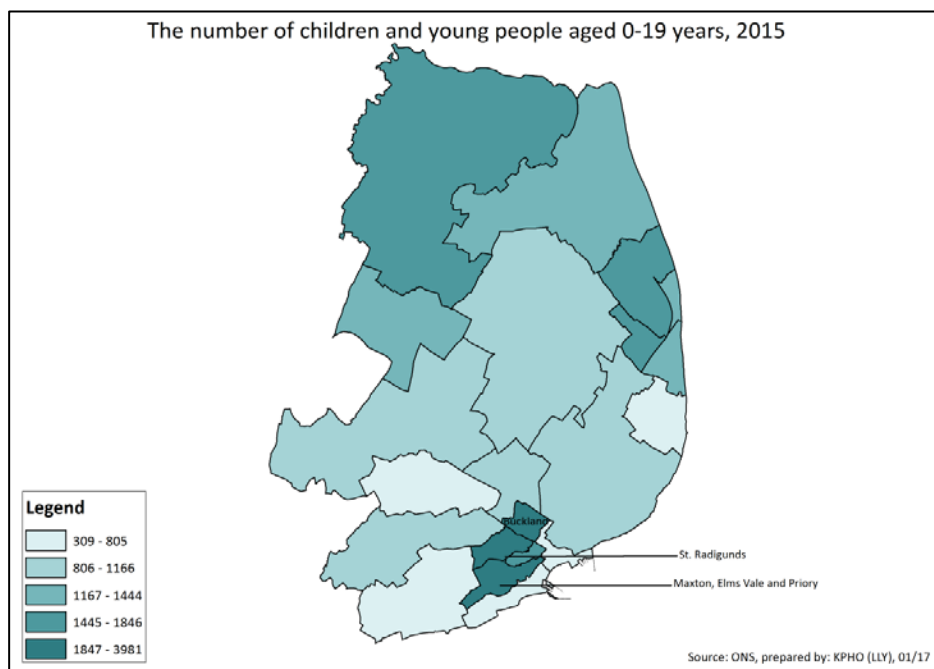 The number of children and young people aged 0-19 years, 2015
Buckland
St. Radigunds
Maxton, Elms Vale and Priory
Legend
309 - 805
806 - 1166
1167 - 1444
1445 - 1846
1847 - 3981
Source: ONS, prepared by: KPHO (LLY), 01/17